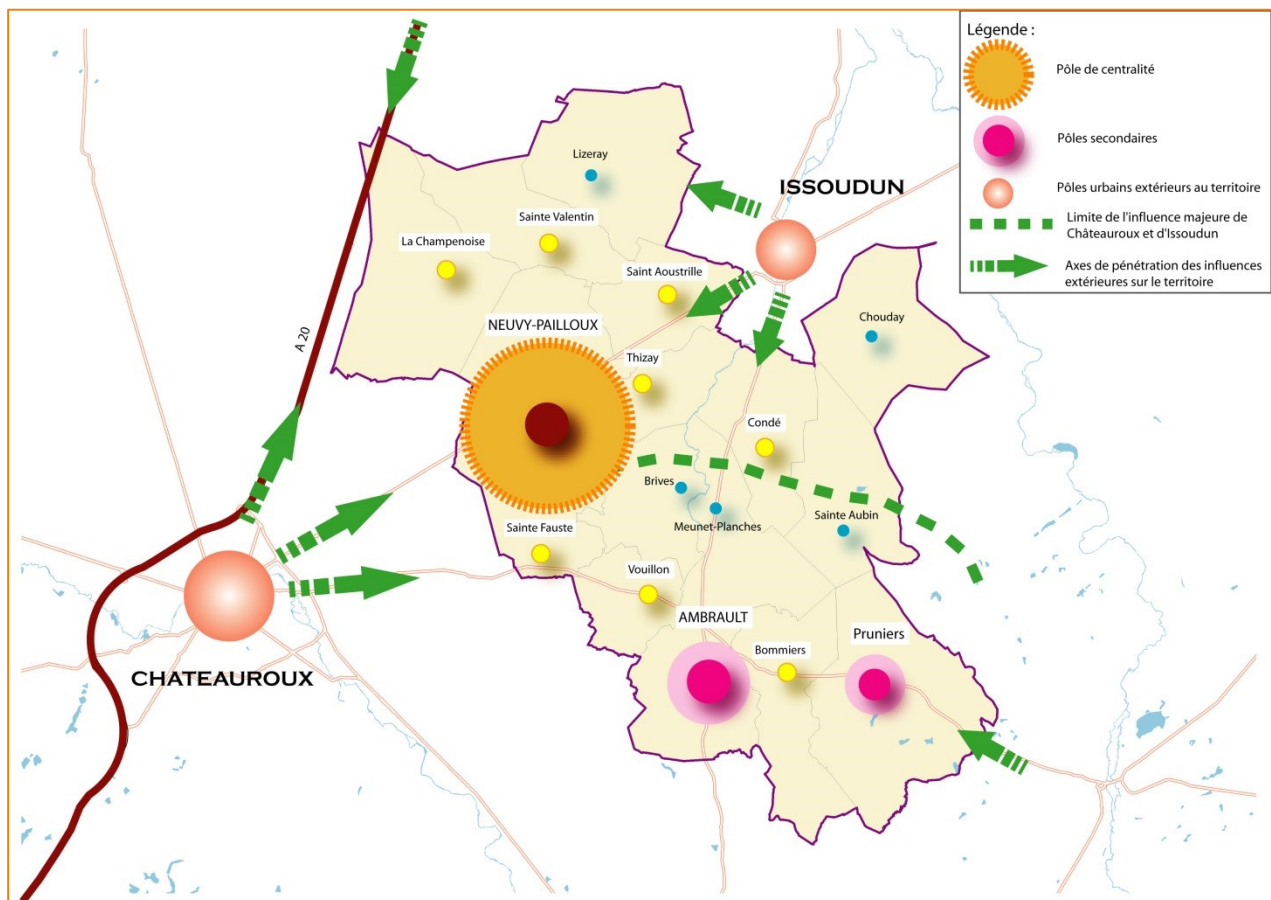 Légende :
Pôle de centralité
Pôles secondaires
Pôles urbains extérieurs au territoire
Limite de l'influence majeure de
Châteauroux et d'Issoudun
Axes de pénétration des influences
extérieures sur le territoire
Lizeray
ISSOUDUN
Sainte Valentin
La Champenoise
Saint Aoustrille
Chouday
NEUVY-PAILLOUX
A 20
Thizay
Condé
Brives
Meunet-Planches
Sainte Aubin
Sainte Fauste
Vouillon
AMBRAULT
Pruniers
Bommiers
CHATEAUROUX